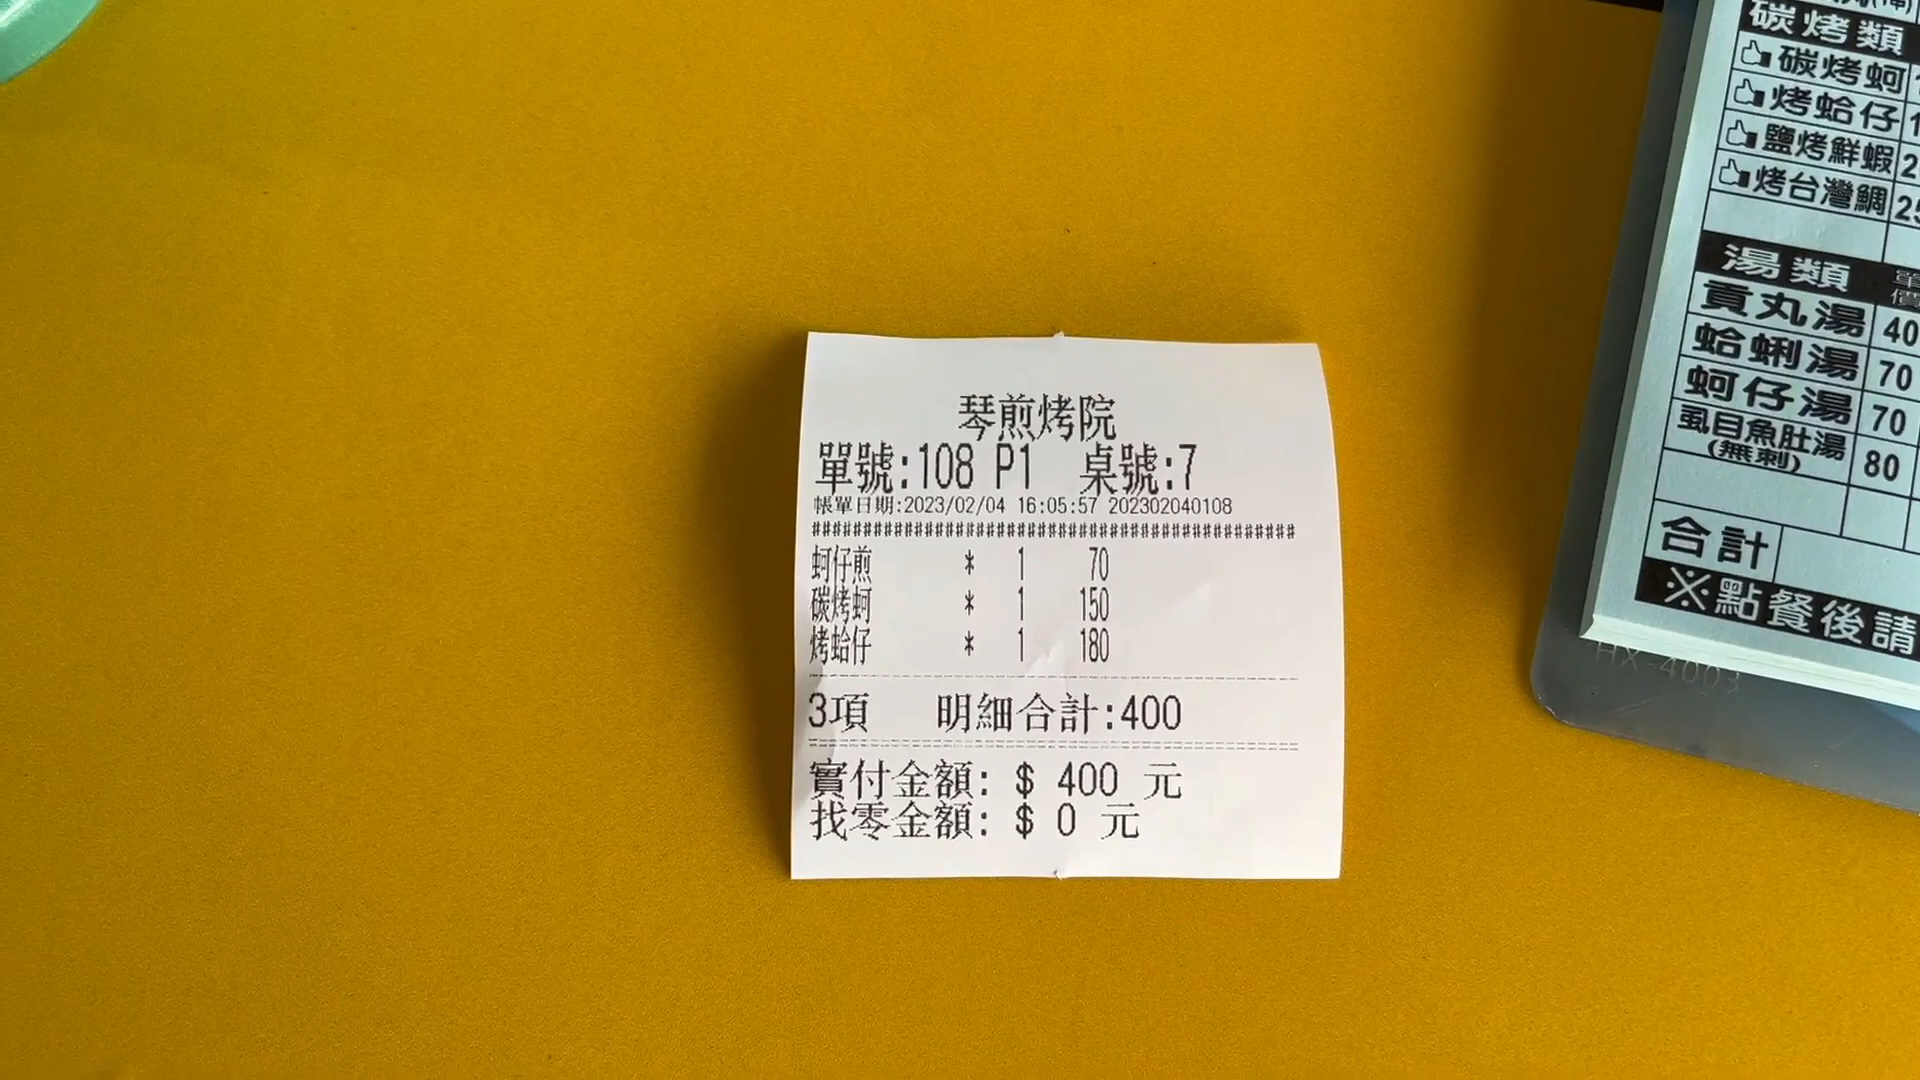 琴煎烤院
單號:108 P1 桌號:7
帳單日期:2023/02/04 16:05:57 202302040108
################################################
蚵仔煎 * 1 70
碳烤蚵 * 1 150
烤蛤仔 * 1 180
3項 明細合計:400
實付金額: $ 400 元
找零金額: $ 0 元
碳烤類
碳烤蚵
烤蛤仔
鹽烤鮮蝦
烤台灣鯛
湯類 單價
貢丸湯 40
蛤蜊湯 70
蚵仔湯 70
虱目魚肚湯 80
(無刺)
合計
※點餐後請
HX-4003